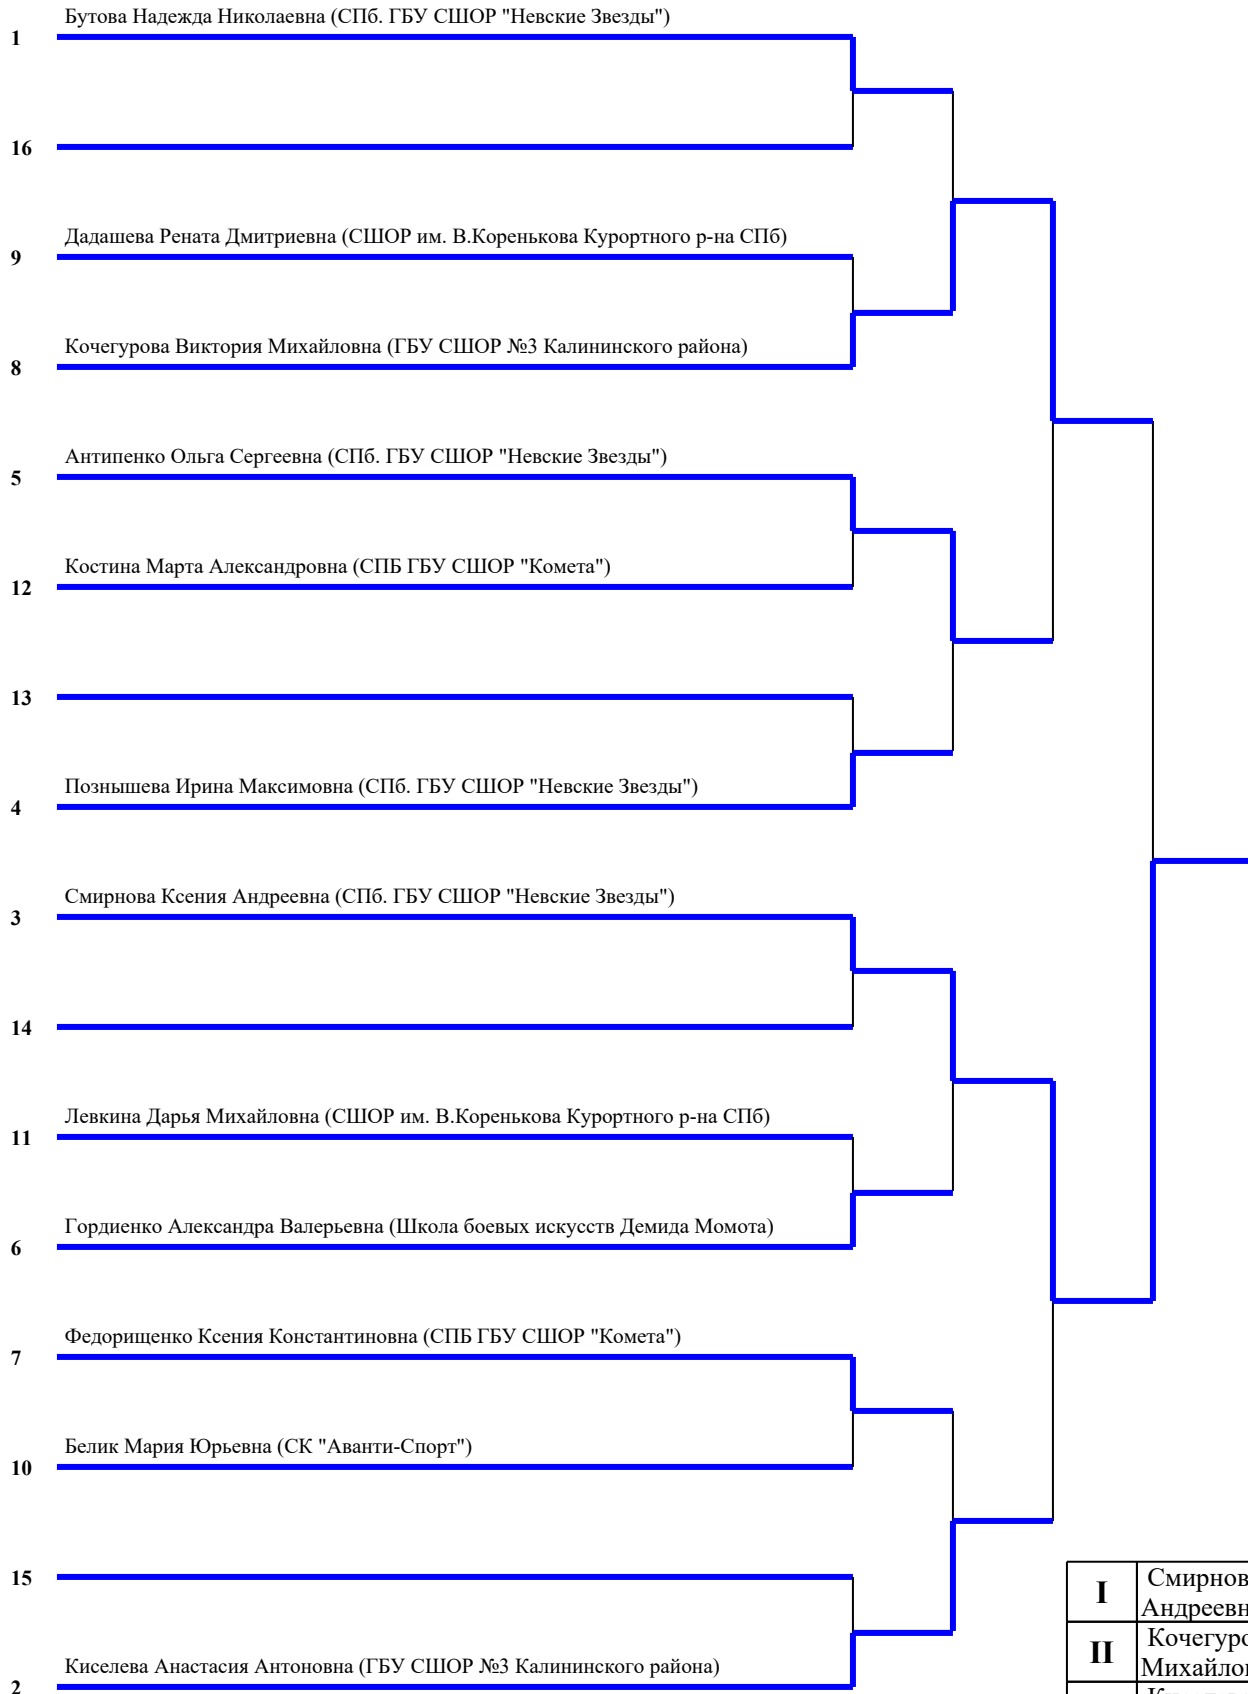 Бутова Надежда Николаевна (СПб. ГБУ СШОР "Невские Звезды")
1
16
Дадашева Рената Дмитриевна (СШОР им. В.Коренькова Курортного р-на СПб)
9
Кочегурова Виктория Михайловна (ГБУ СШОР №3 Калининского района)
8
Антипенко Ольга Сергеевна (СПб. ГБУ СШОР "Невские Звезды")
5
Костина Марта Александровна (СПБ ГБУ СШОР "Комета")
12
13
Познышева Ирина Максимовна (СПб. ГБУ СШОР "Невские Звезды")
4
Смирнова Ксения Андреевна (СПб. ГБУ СШОР "Невские Звезды")
3
14
Левкина Дарья Михайловна (СШОР им. В.Коренькова Курортного р-на СПб)
11
Гордиенко Александра Валерьевна (Школа боевых искусств Демида Момота)
6
Федорищенко Ксения Константиновна (СПБ ГБУ СШОР "Комета")
7
Белик Мария Юрьевна (СК "Аванти-Спорт")
10
15
Киселева Анастасия Антоновна (ГБУ СШОР №3 Калининского района)
2
I Смирнов
Андреевн
II Кочегуро
Михайлов